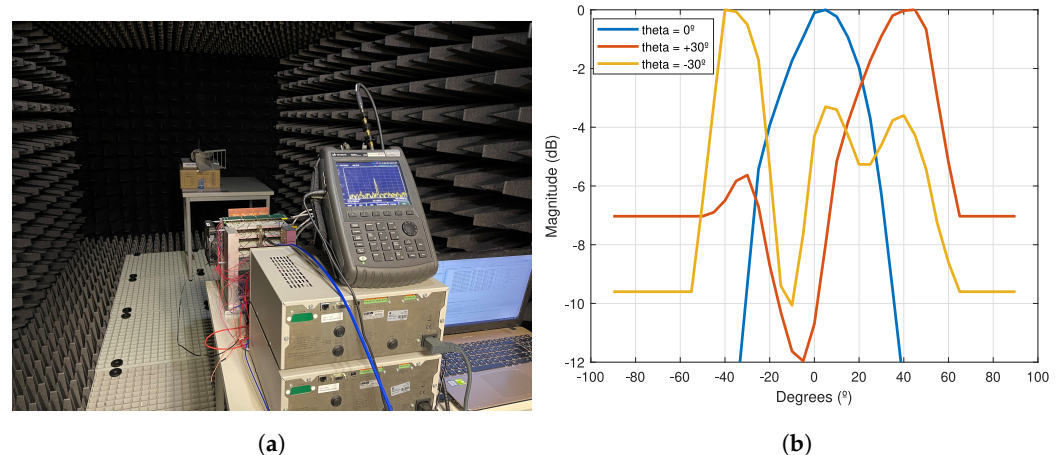 0
-2
-4
-6
-8
-10
-12
Magnitude (dB)
theta = 0º
theta = +30º
theta = -30º
-100 -80 -60 -40 -20 0 20 40 60 80 100
Degrees (º)
(a)
(b)